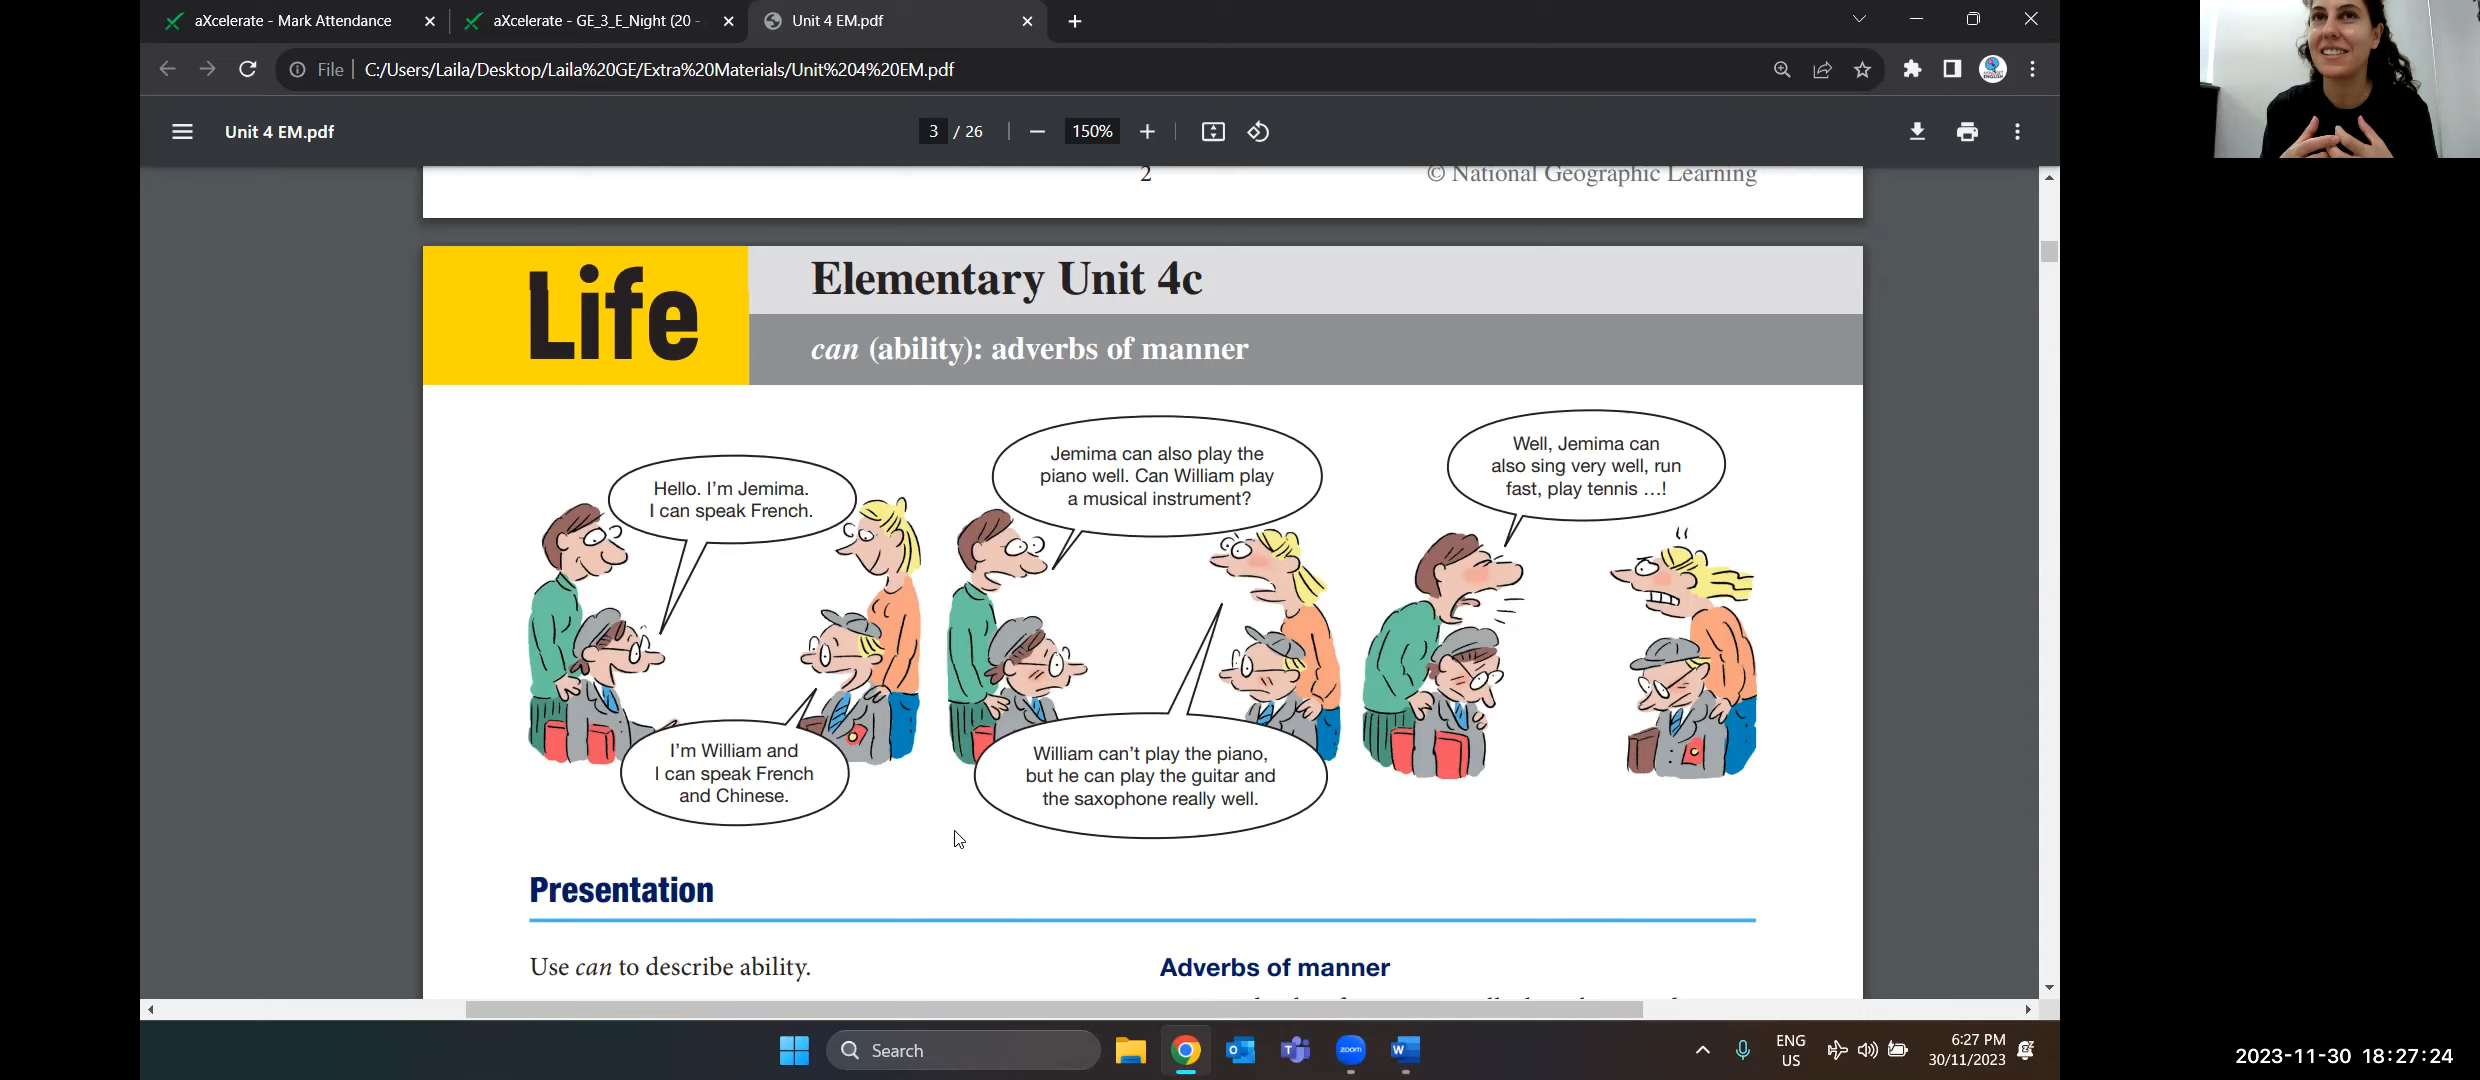 aXcelerate - Mark Attendance
aXcelerate - GE_3_E_Night (20 -
Unit 4 EM.pdf
File
C:/Users/Laila/Desktop/Laila%20GE/Extra%20Materials/Unit%204%20EM.pdf
Unit 4 EM.pdf
3 / 26
150%
2
© National Geographic Learning
Life
Elementary Unit 4c
can (ability): adverbs of manner
Hello. I'm Jemima.
I can speak French.
I'm William and
I can speak French
and Chinese.
Jemima can also play the
piano well. Can William play
a musical instrument?
William can't play the piano,
but he can play the guitar and
the saxophone really well.
Well, Jemima can
also sing very well, run
fast, play tennis ...!
Presentation
Use can to describe ability.
Adverbs of manner
Search
zoom
ENG
US
6:27 PM
30/11/2023
2023-11-30 18:27:24